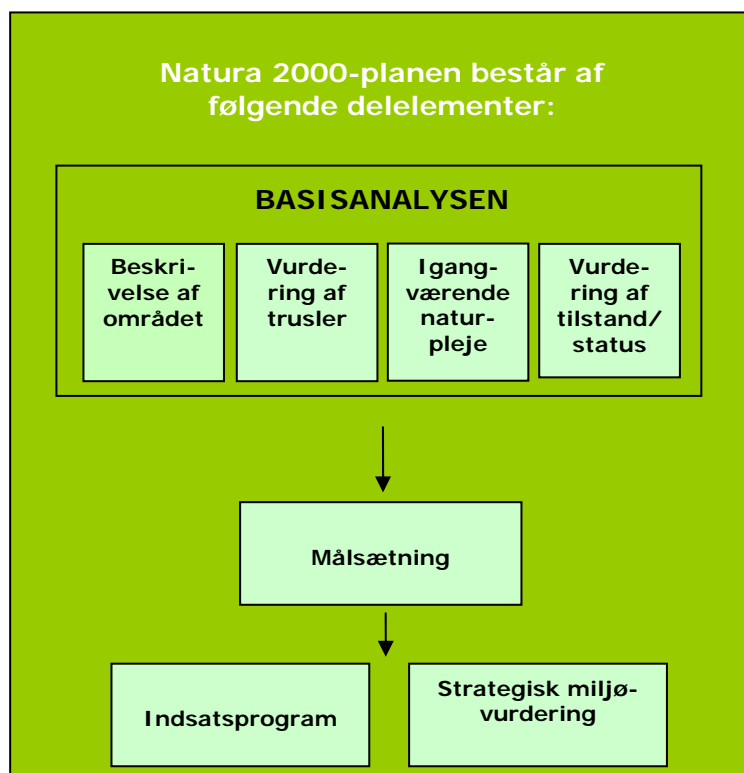 Natura 2000-planen består af
følgende delelementer:
BASISANALYSEN
Beskri-
velse af
området
Vurde-
ring af
trusler
Igang-
værende
natur-
pleje
Vurde-
ring af
tilstand/
status
Målsætning
Indsatsprogram
Strategisk miljø-
vurdering